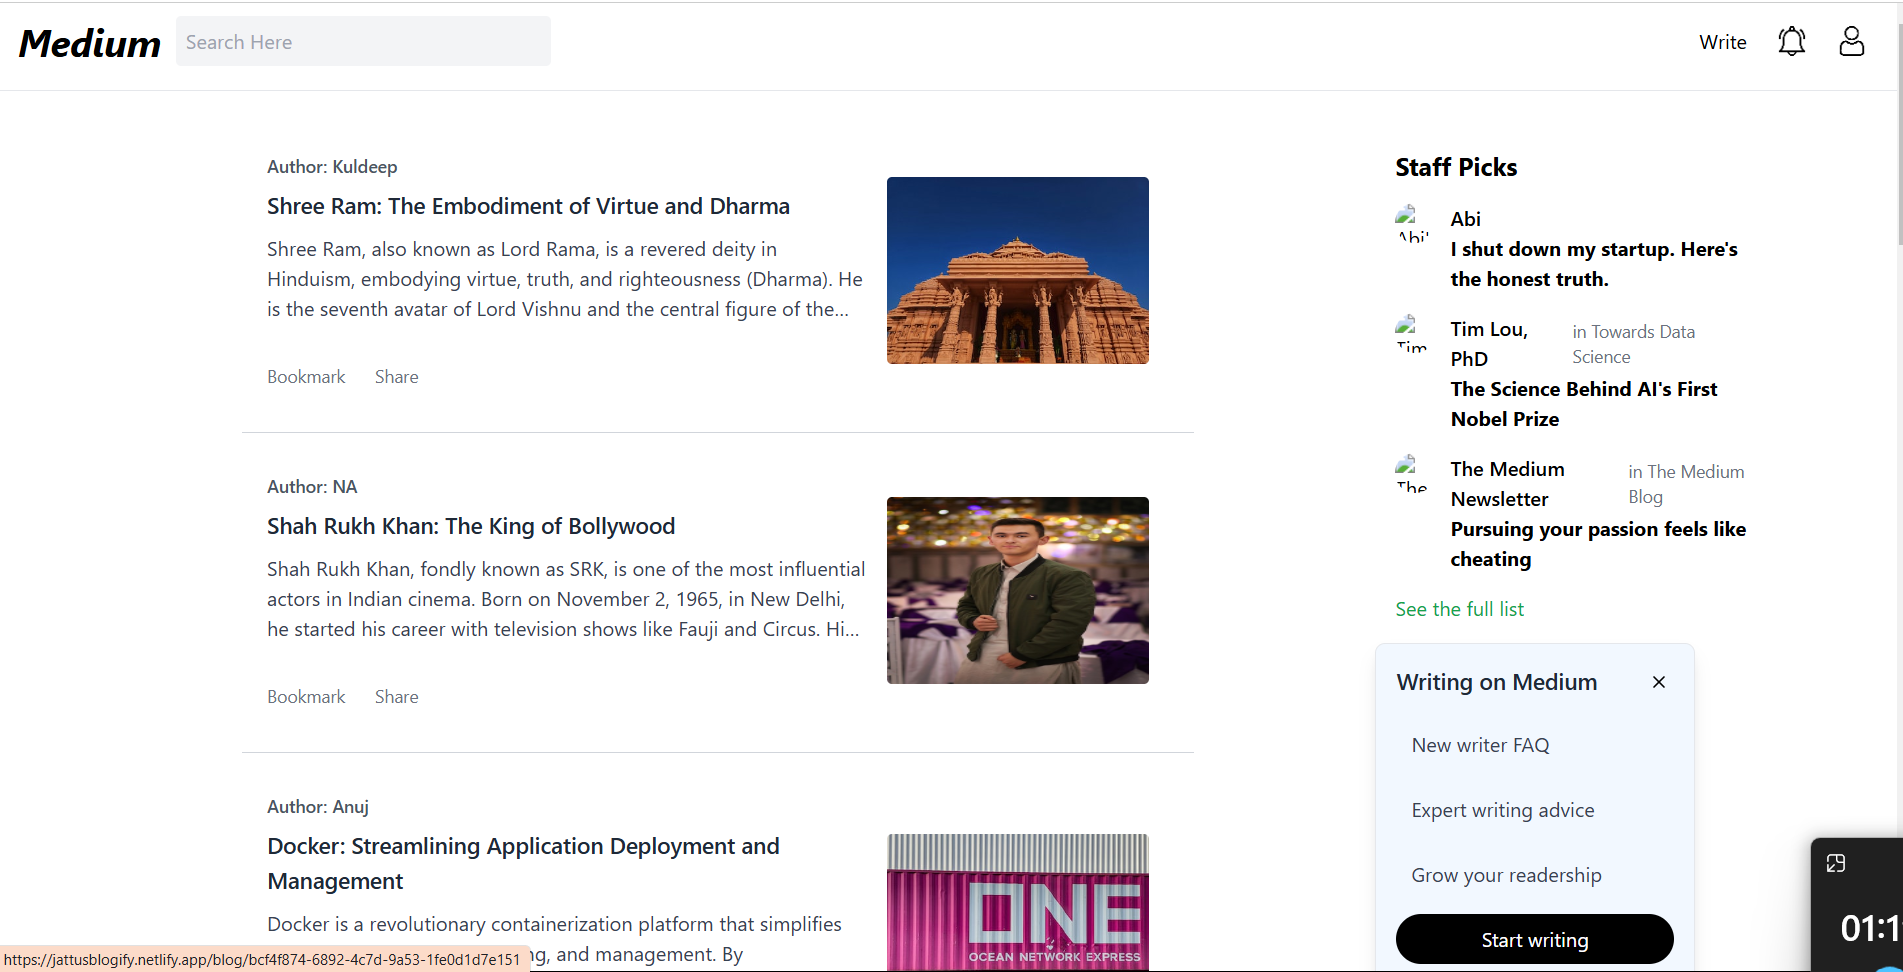 Medium
Search Here
Write
Author: Kuldeep
Shree Ram: The Embodiment of Virtue and Dharma
Shree Ram, also known as Lord Rama, is a revered deity in
Hinduism, embodying virtue, truth, and righteousness (Dharma). He
is the seventh avatar of Lord Vishnu and the central figure of the...
Bookmark Share
Author: NA
Shah Rukh Khan: The King of Bollywood
Shah Rukh Khan, fondly known as SRK, is one of the most influential
actors in Indian cinema. Born on November 2, 1965, in New Delhi,
he started his career with television shows like Fauji and Circus. Hi...
Bookmark Share
Author: Anuj
Docker: Streamlining Application Deployment and
Management
Docker is a revolutionary containerization platform that simplifies
ng, and management. By
ONE
OCEAN NETWORK EXPRESS
https://jattusblogify.netlify.app/blog/bcf4f874-6892-4c7d-9a53-1fe0d1d7e151
Staff Picks
Abi'
Abi
I shut down my startup. Here's
the honest truth.
Tim
Tim Lou,
PhD
in Towards Data
Science
The Science Behind AI's First
Nobel Prize
The
The Medium
Newsletter
in The Medium
Blog
Pursuing your passion feels like
cheating
See the full list
Writing on Medium
New writer FAQ
Expert writing advice
Grow your readership
Start writing
01:1